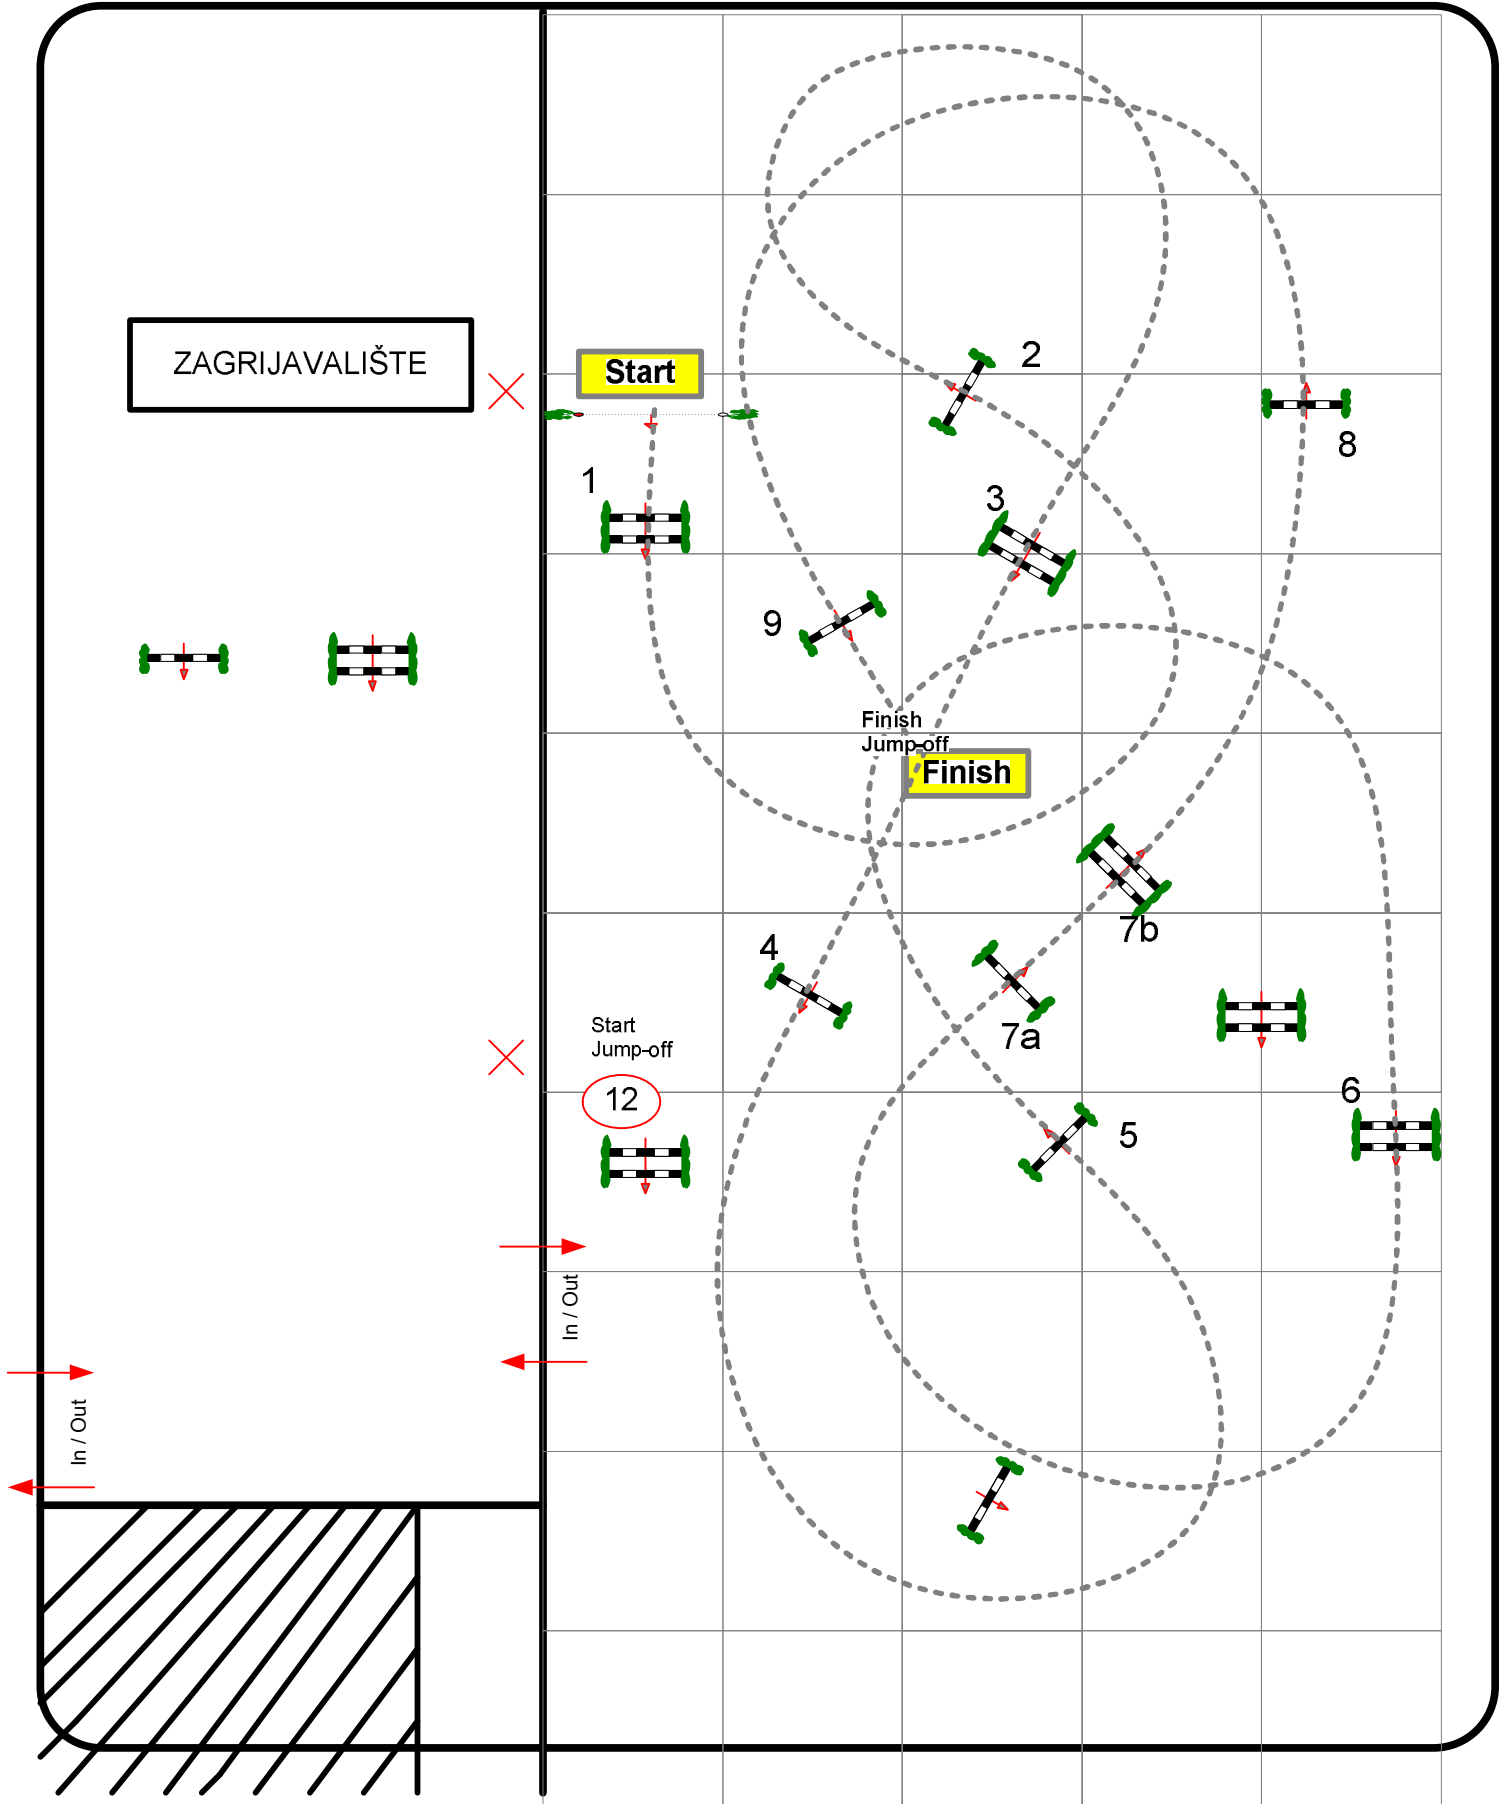 ZAGRIJAVALIŠTE
Start
2
8
1
3
9
Finish
Jump-off
Finish
7b
4
7a
Start
Jump-off
12
6
5
In / Out
In / Out